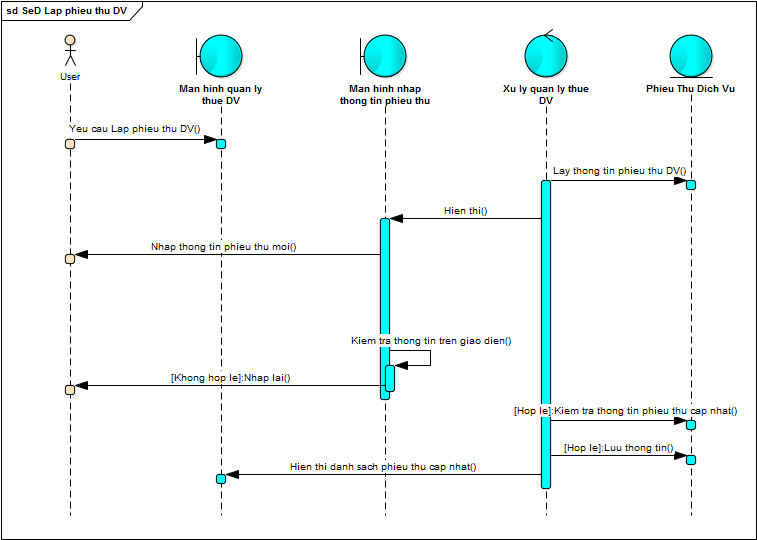 sd SeD Lap phieu thu DV
User
Man hinh quan ly
thue DV
Man hinh nhap
thong tin phieu thu
Xu ly quan ly thue
DV
Phieu Thu Dich Vu
Yeu cau Lap phieu thu DV()
Lay thong tin phieu thu DV()
Hien thi()
Nhap thong tin phieu thu moi()
Kiem tra thong tin tren giao dien()
[Khong hop le]:Nhap lai()
[Hop le]:Kiem tra thong tin phieu thu cap nhat()
[Hop le]:Luu thong tin()
Hien thi danh sach phieu thu cap nhat()